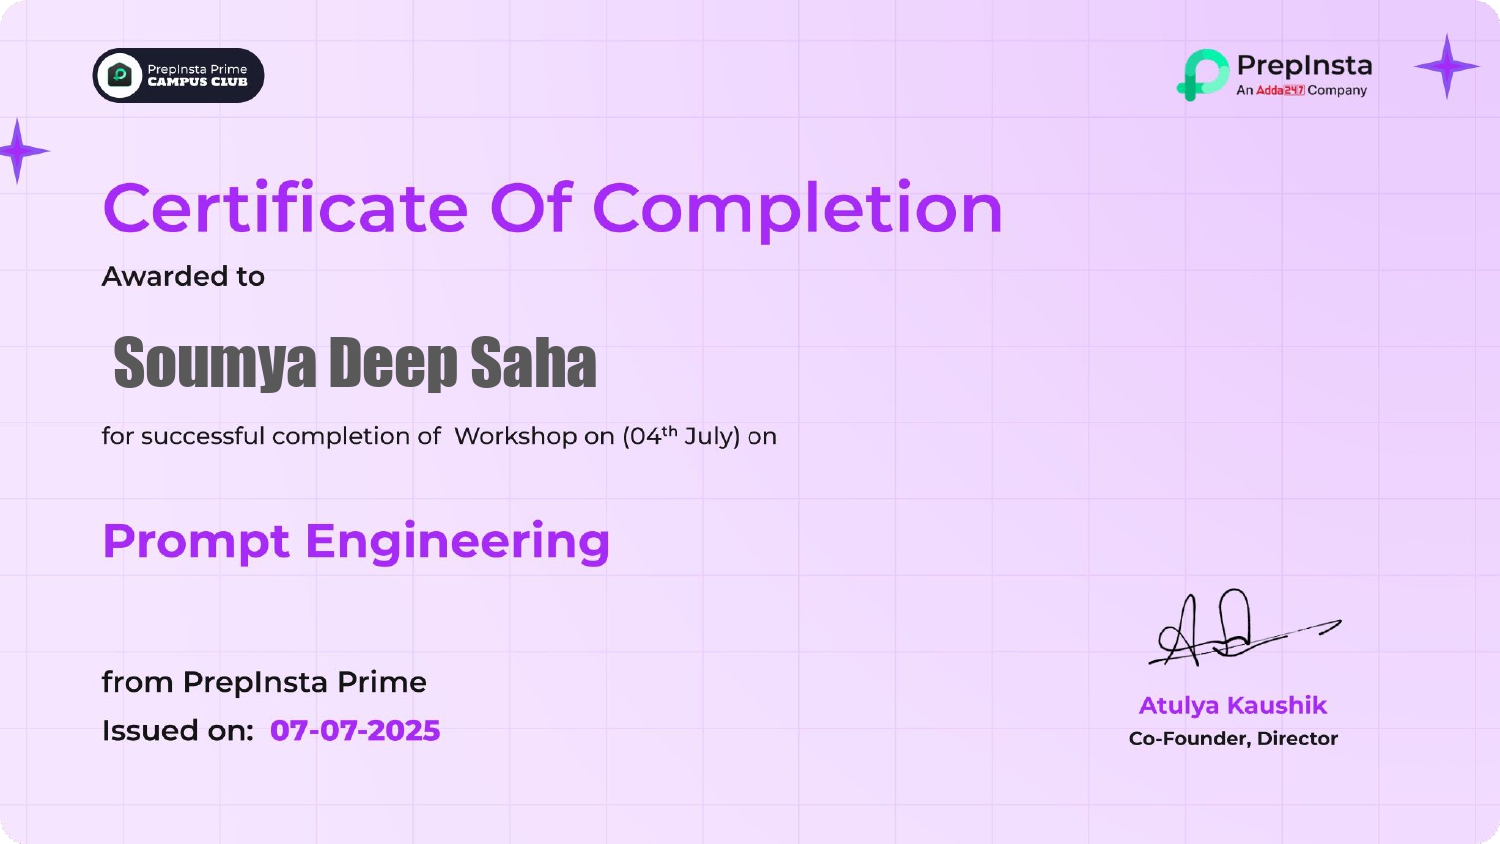 PrepInsta Prime
CAMPUS CLUB
PrepInsta
An Adda247 Company
Certificate Of Completion
Awarded to
Soumya Deep Saha
for successful completion of  Workshop on (04ᵗʰ July) on
Prompt Engineering
from PrepInsta Prime
Issued on: 07-07-2025
Atulya Kaushik
Co-Founder, Director